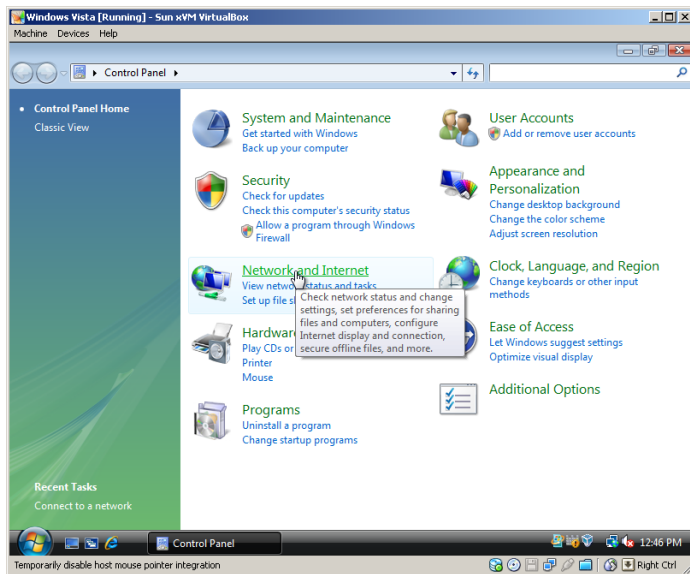 Windows Vista [Running] - Sun xVM VirtualBox
Machine Devices Help
Control Panel
Control Panel Home
Classic View
System and Maintenance
Get started with Windows
Back up your computer
Security
Check for updates
Check this computer's security status
Allow a program through Windows
Firewall
Network and Internet
View network status and tasks
Set up file s
Check network status and change
settings, set preferences for sharing
files and computers, configure
Internet display and connection,
secure offline files, and more.
Hardwar
Play CDs or
Printer
Mouse
Programs
Uninstall a program
Change startup programs
User Accounts
Add or remove user accounts
Appearance and
Personalization
Change desktop background
Change the color scheme
Adjust screen resolution
Clock, Language, and Region
Change keyboards or other input
methods
Ease of Access
Let Windows suggest settings
Optimize visual display
Additional Options
Recent Tasks
Connect to a network
Control Panel
12:46 PM
Temporarily disable host mouse pointer integration
Right Ctrl